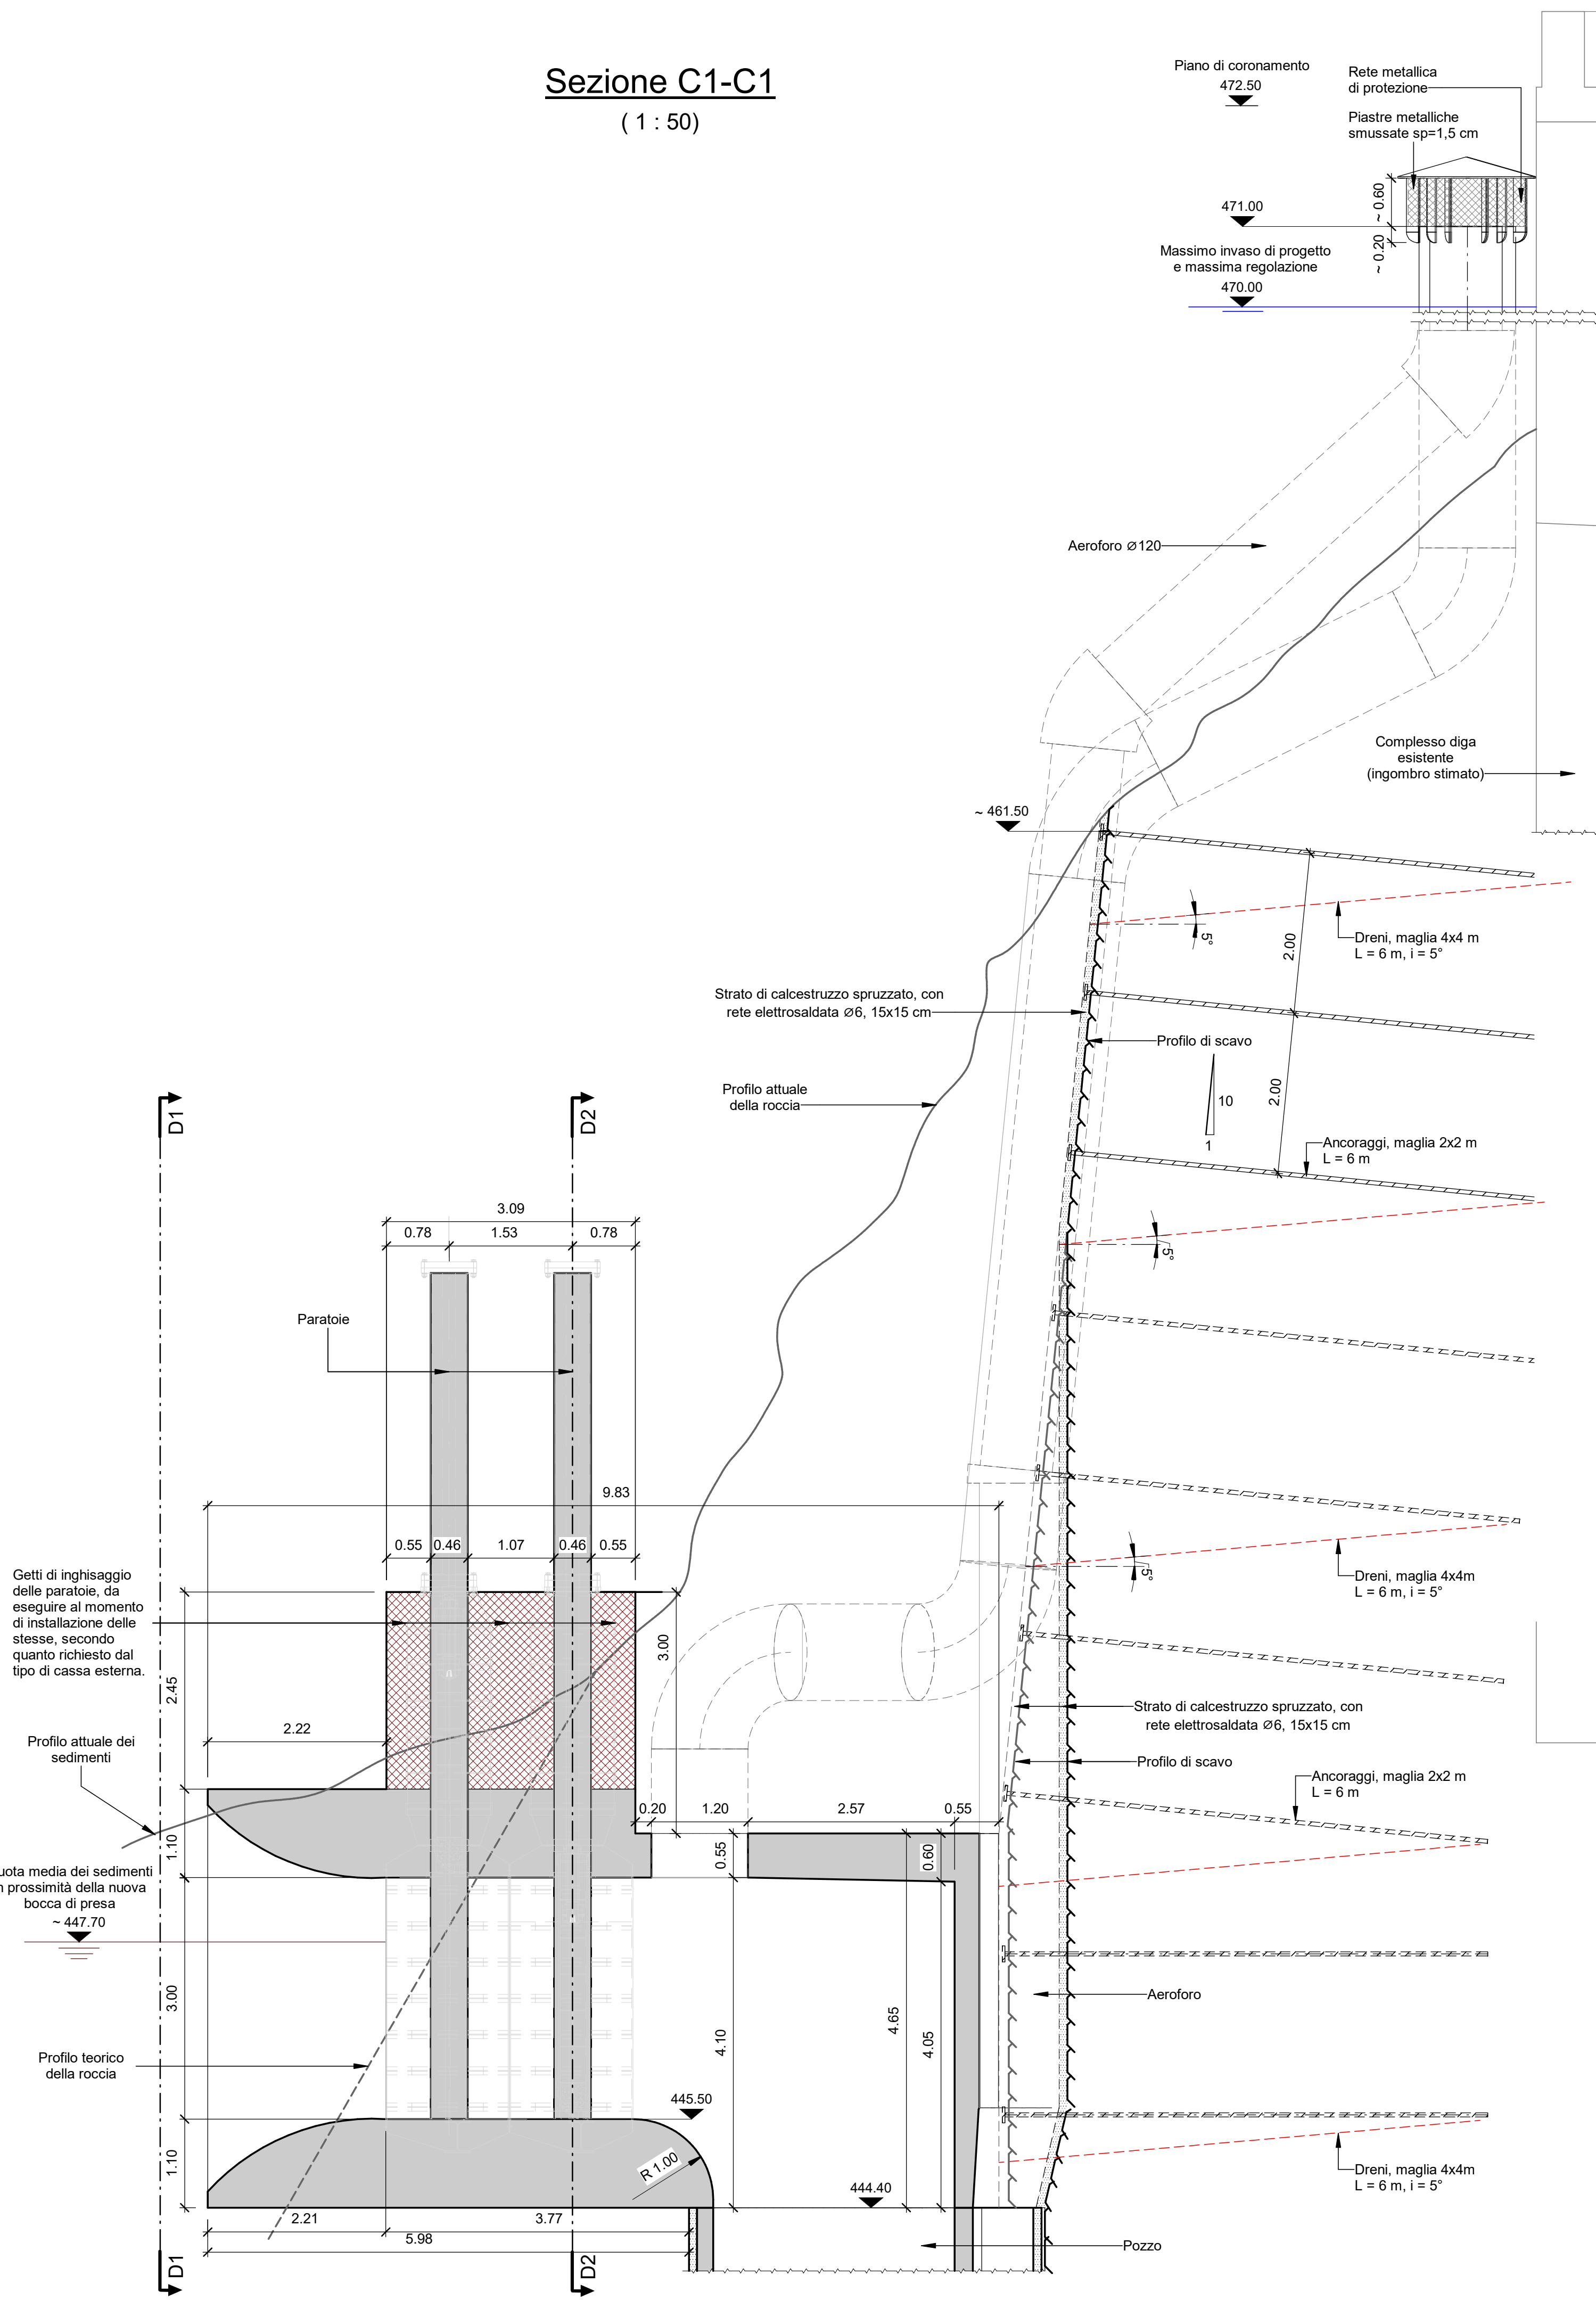 Sezione C1-C1
( 1 : 50)
Piano di coronamento
472.50
Rete metallica
di protezione
Piastre metalliche
smussate sp=1,5 cm
~ 0.60
471.00
~ 0.20
Massimo invaso di progetto
e massima regolazione
470.00
Aeroforo Ø120
Complesso diga
esistente
(ingombro stimato)
~ 461.50
5°
2.00
Dreni, maglia 4x4 m
L = 6 m, i = 5°
Strato di calcestruzzo spruzzato, con
rete elettrosaldata Ø6, 15x15 cm
Profilo di scavo
10
1
2.00
Profilo attuale
della roccia
Ancoraggi, maglia 2x2 m
L = 6 m
D1
D2
3.09
0.78
1.53
0.78
5°
Paratoie
9.83
0.55
0.46
1.07
0.46
0.55
5°
Dreni, maglia 4x4m
L = 6 m, i = 5°
Getti di inghisaggio
delle paratoie, da
eseguire al momento
di installazione delle
stesse, secondo
quanto richiesto dal
tipo di cassa esterna.
3.00
2.45
2.22
Strato di calcestruzzo spruzzato, con
rete elettrosaldata Ø6, 15x15 cm
Profilo di scavo
Profilo attuale dei
sedimenti
Ancoraggi, maglia 2x2 m
L = 6 m
0.20
1.20
2.57
0.55
1.10
0.55
0.60
uota media dei sedimenti
n prossimità della nuova
bocca di presa
~ 447.70
3.00
4.10
4.65
4.05
Aeroforo
Profilo teorico
della roccia
445.50
1.10
R 1.00
444.40
Dreni, maglia 4x4m
L = 6 m, i = 5°
2.21
3.77
5.98
Pozzo
D1
D2